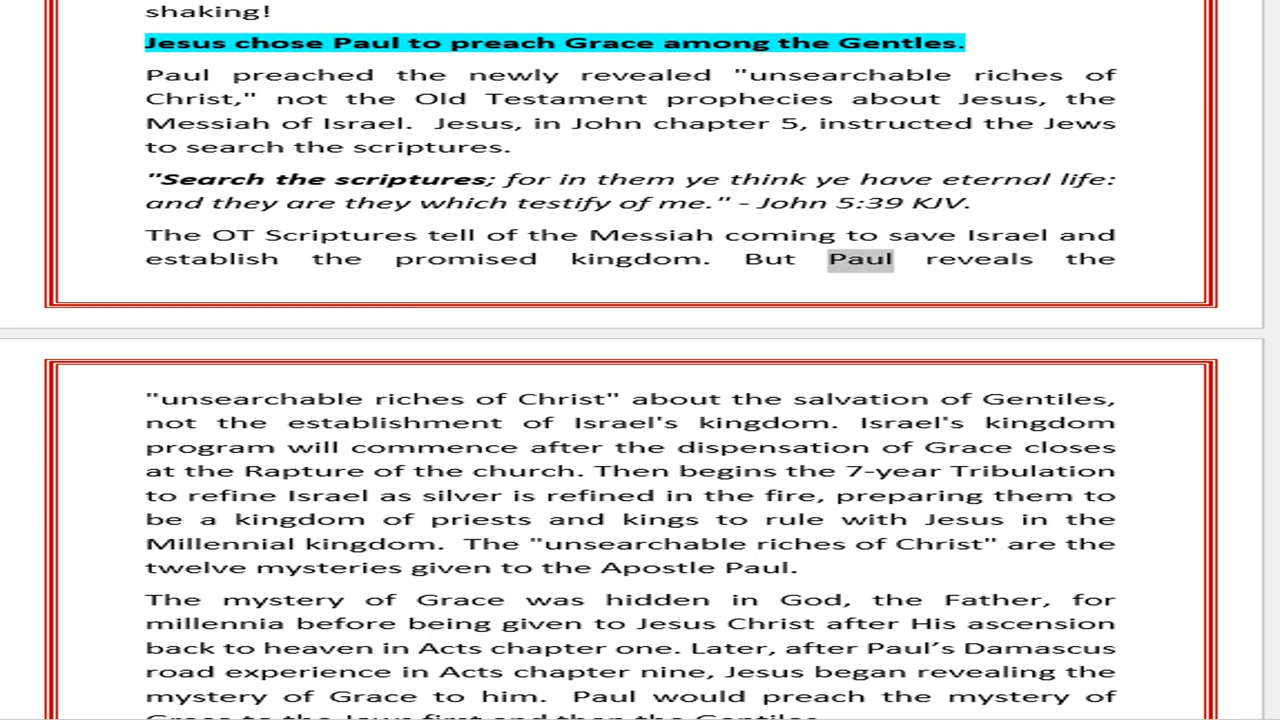 shaking!
Jesus chose Paul to preach Grace among the Gentles.
Paul preached the newly revealed "unsearchable riches of
Christ," not the Old Testament prophecies about Jesus, the
Messiah of Israel. Jesus, in John chapter 5, instructed the Jews
to search the scriptures.
"Search the scriptures; for in them ye think ye have eternal life:
and they are they which testify of me." - John 5:39 KJV.
The OT Scriptures tell of the Messiah coming to save Israel and
establish the promised kingdom. But Paul reveals the
"unsearchable riches of Christ" about the salvation of Gentiles,
not the establishment of Israel's kingdom. Israel's kingdom
program will commence after the dispensation of Grace closes
at the Rapture of the church. Then begins the 7-year Tribulation
to refine Israel as silver is refined in the fire, preparing them to
be a kingdom of priests and kings to rule with Jesus in the
Millennial kingdom. The "unsearchable riches of Christ" are the
twelve mysteries given to the Apostle Paul.
The mystery of Grace was hidden in God, the Father, for
millennia before being given to Jesus Christ after His ascension
back to heaven in Acts chapter one. Later, after Paul’s Damascus
road experience in Acts chapter nine, Jesus began revealing the
mystery of Grace to him. Paul would preach the mystery of
Grace to the Jews first and then the Gentiles.